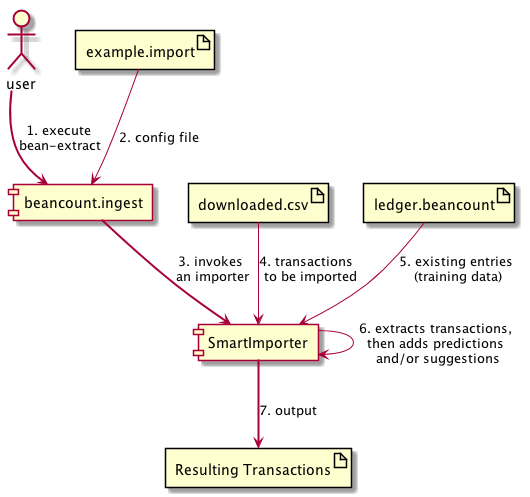 example.import
user
1. execute
bean-extract
2. config file
beancount.ingest
downloaded.csv
ledger.beancount
3. invokes
an importer
4. transactions
to be imported
5. existing entries
(training data)
SmartImporter
6. extracts transactions,
then adds predictions
and/or suggestions
7. output
Resulting Transactions